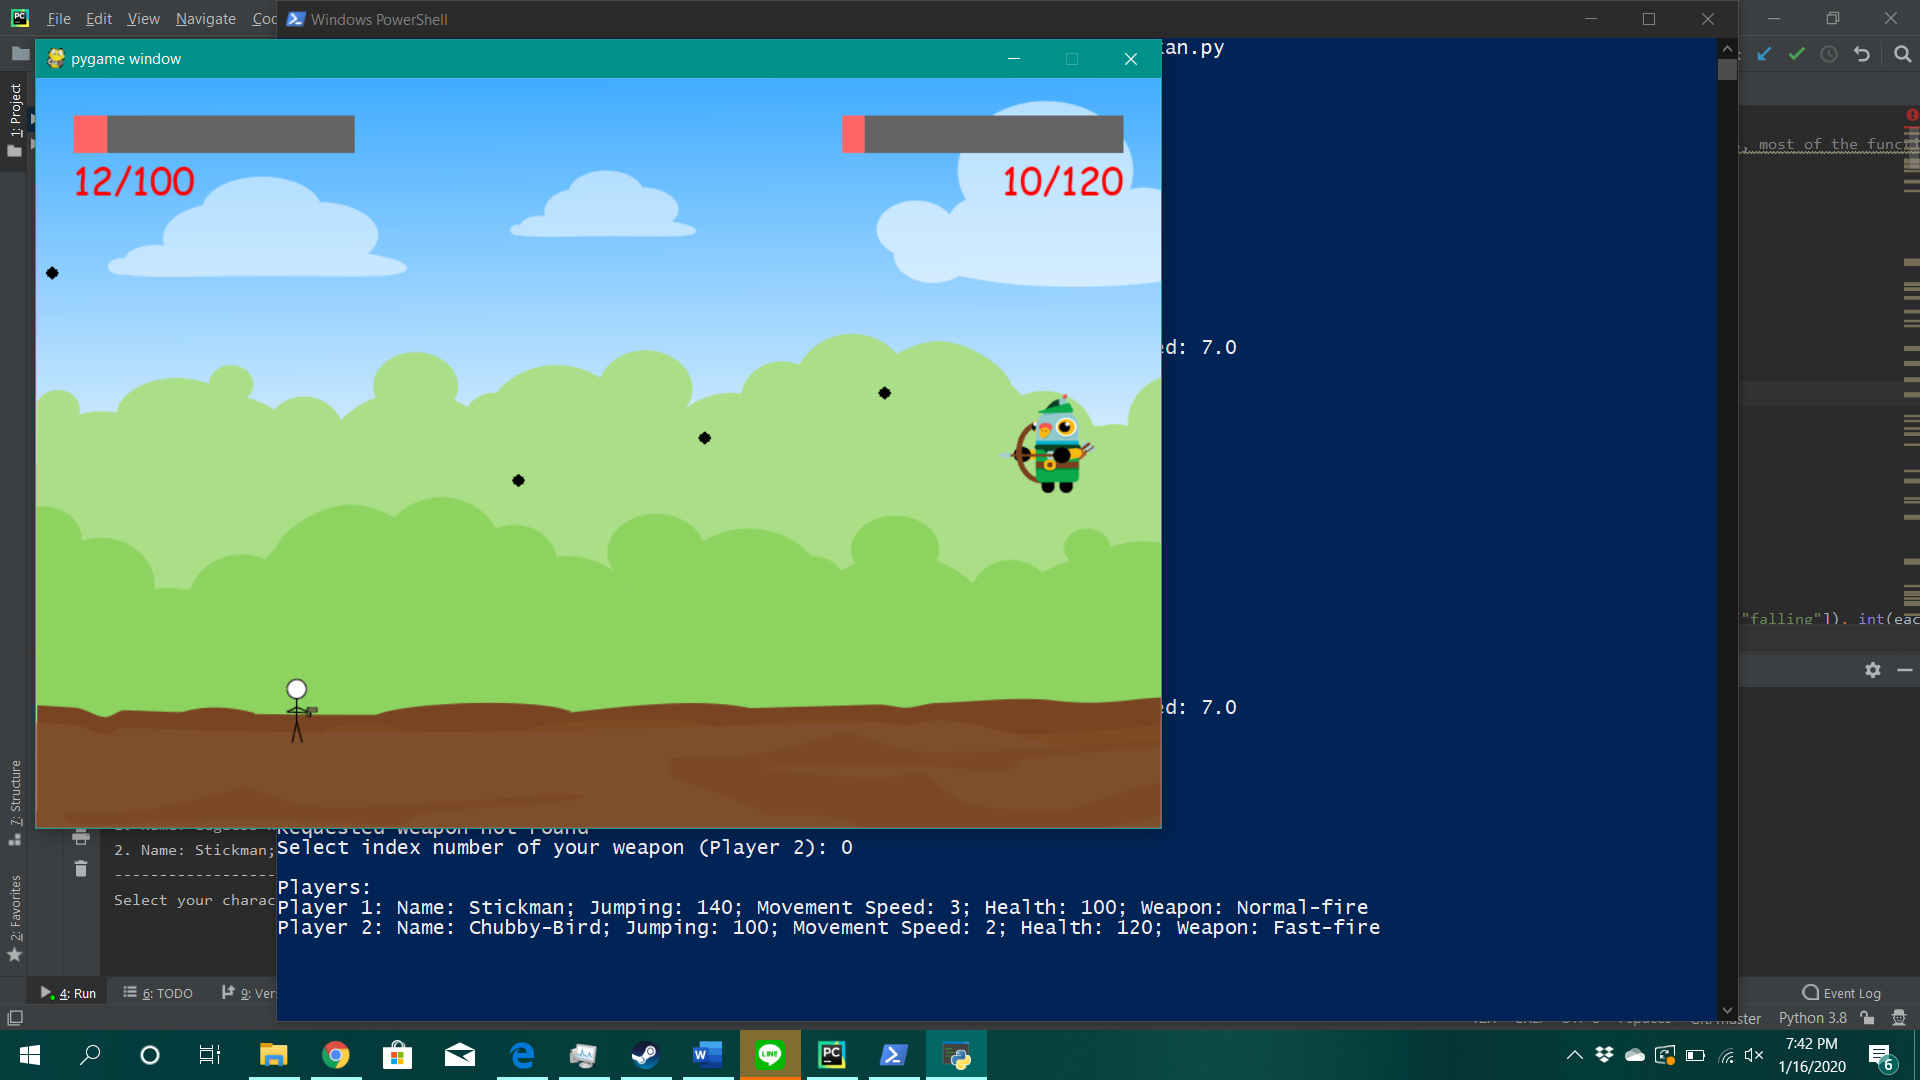 File Edit View Navigate
Windows PowerShell
pygame window
an.py
1: Project
12/100
10/120
, most of the
ed: 7.0
"falling"]), int(eac
ed: 7.0
7: Structure
Requested weapon not found
2. Name: Stickman;
Select index number of your weapon (Player 2): 0
------------------
Players:
Select your charac
Player 1: Name: Stickman; Jumping: 140; Movement Speed: 3; Health: 100; Weapon: Normal-fire
Player 2: Name: Chubby-Bird; Jumping: 100; Movement Speed: 2; Health: 120; Weapon: Fast-fire
2: Favorites
4: Run 6: TODO 9: Ver
Event Log
Python 3.8
7:42 PM
1/16/2020
LINE
PC
W
6